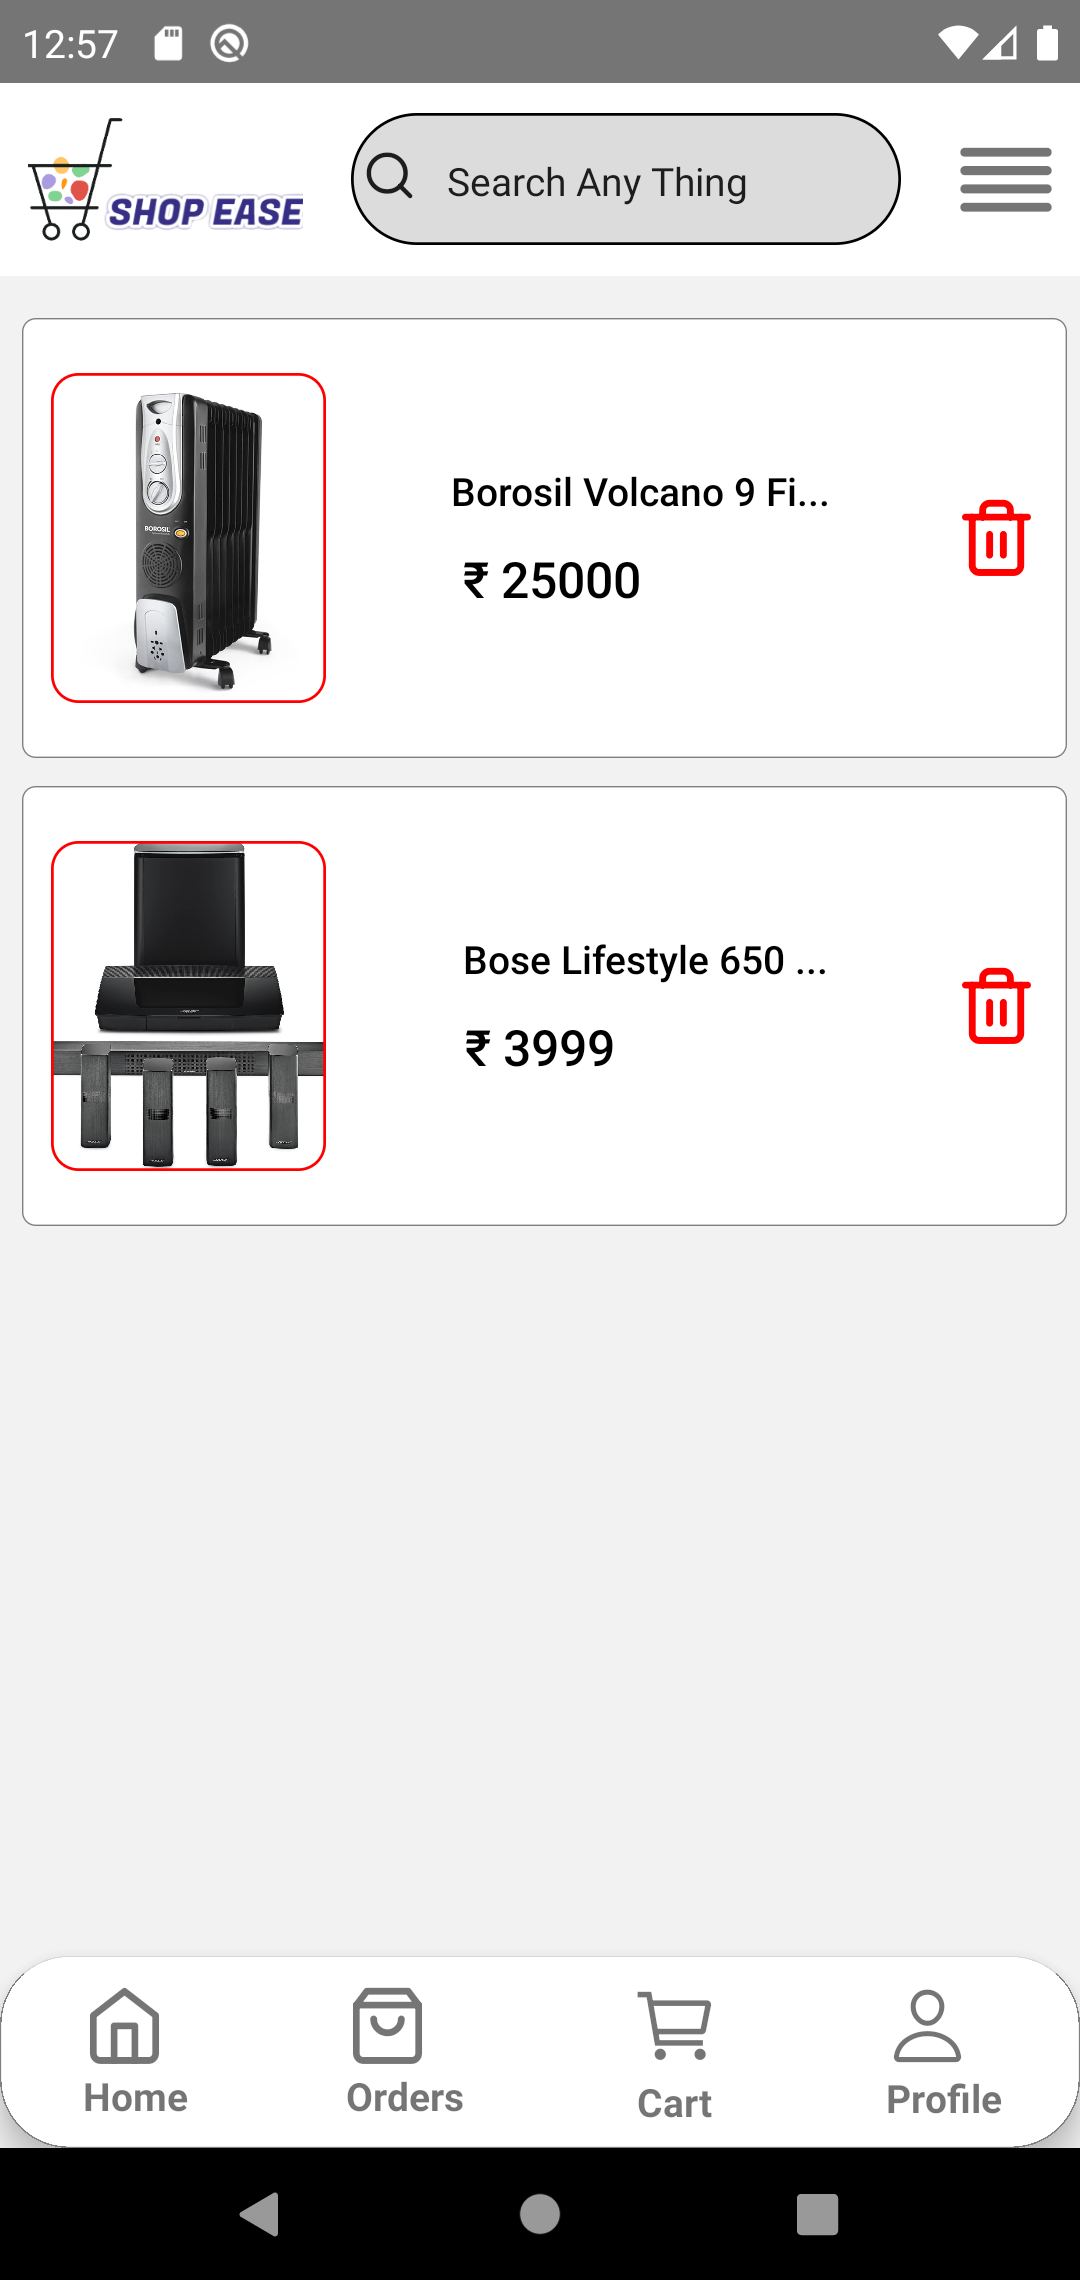 12:57
SHOP EASE
Search Any Thing
BOROSIL
Borosil Volcano 9 Fi...
₹ 25000
Bose Lifestyle 650 ...
₹ 3999
Home
Orders
Cart
Profile